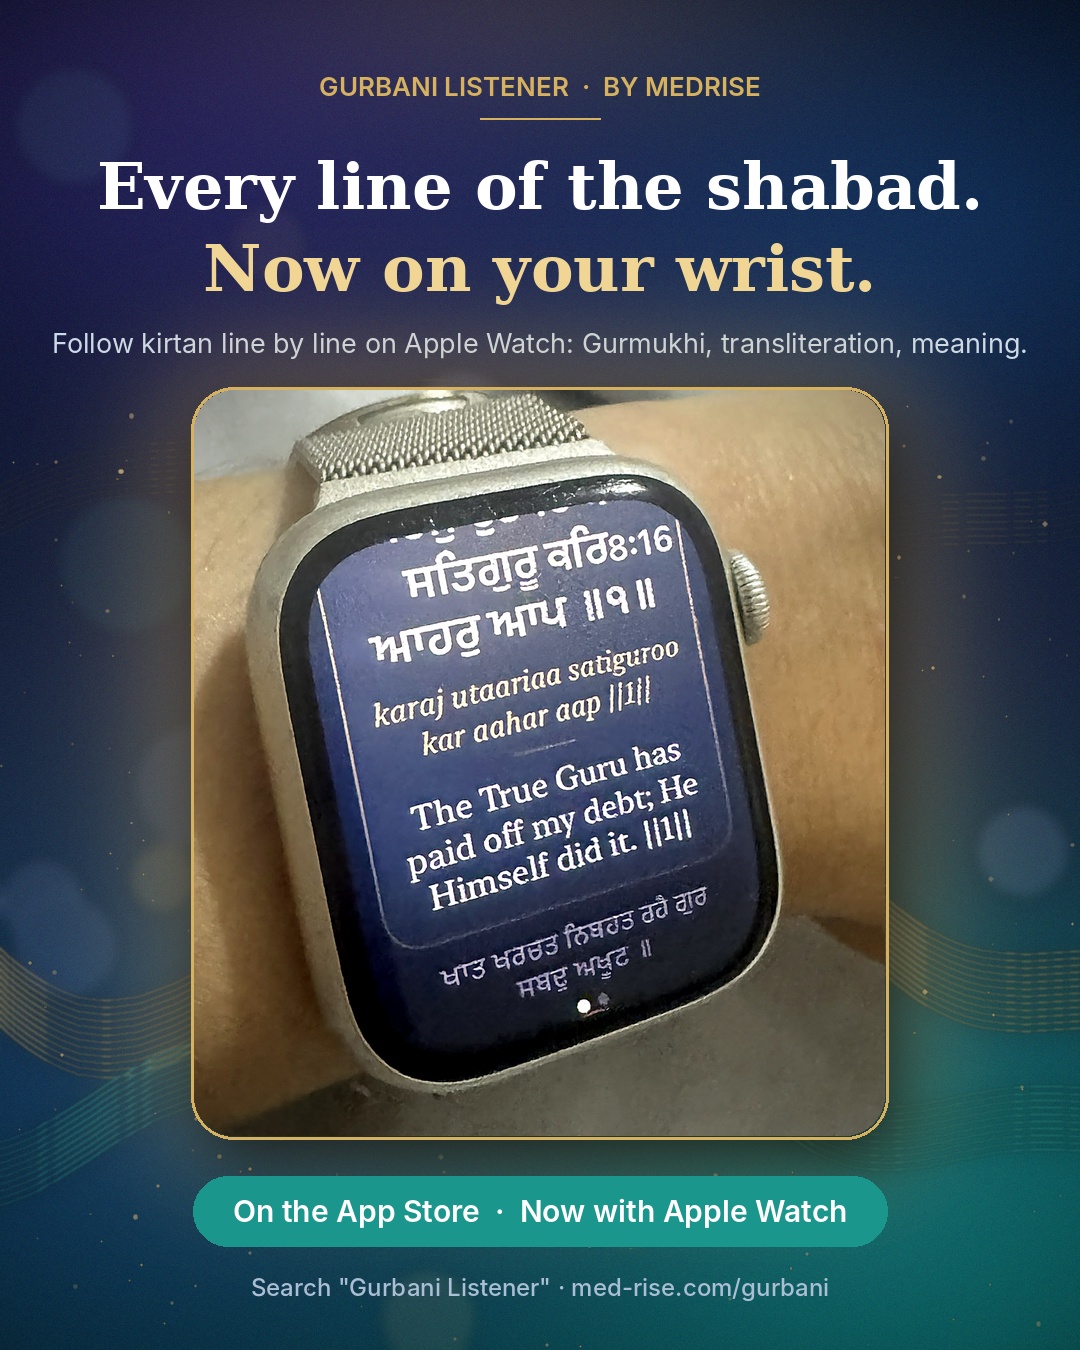 GURBANI LISTENER · BY MEDRISE
Every line of the shabad.
Now on your wrist.
Follow kirtan line by line on Apple Watch: Gurmukhi, transliteration, meaning.
ਸਤਿਗੁਰੂ ਕਰਿ 8:16
ਆਹਰੁ ਆਪ ॥੧॥
karaj utaariaa satiguroo
kar aahar aap ||1||
The True Guru has
paid off my debt; He
Himself did it. ||1||
ਖਾਤ ਖਰਚਤ ਨਿਬਹਤ ਰਹੈ ਗੁਰ
ਸਬਦੁ ਅਖੂਟ ॥
On the App Store · Now with Apple Watch
Search "Gurbani Listener" · med-rise.com/gurbani